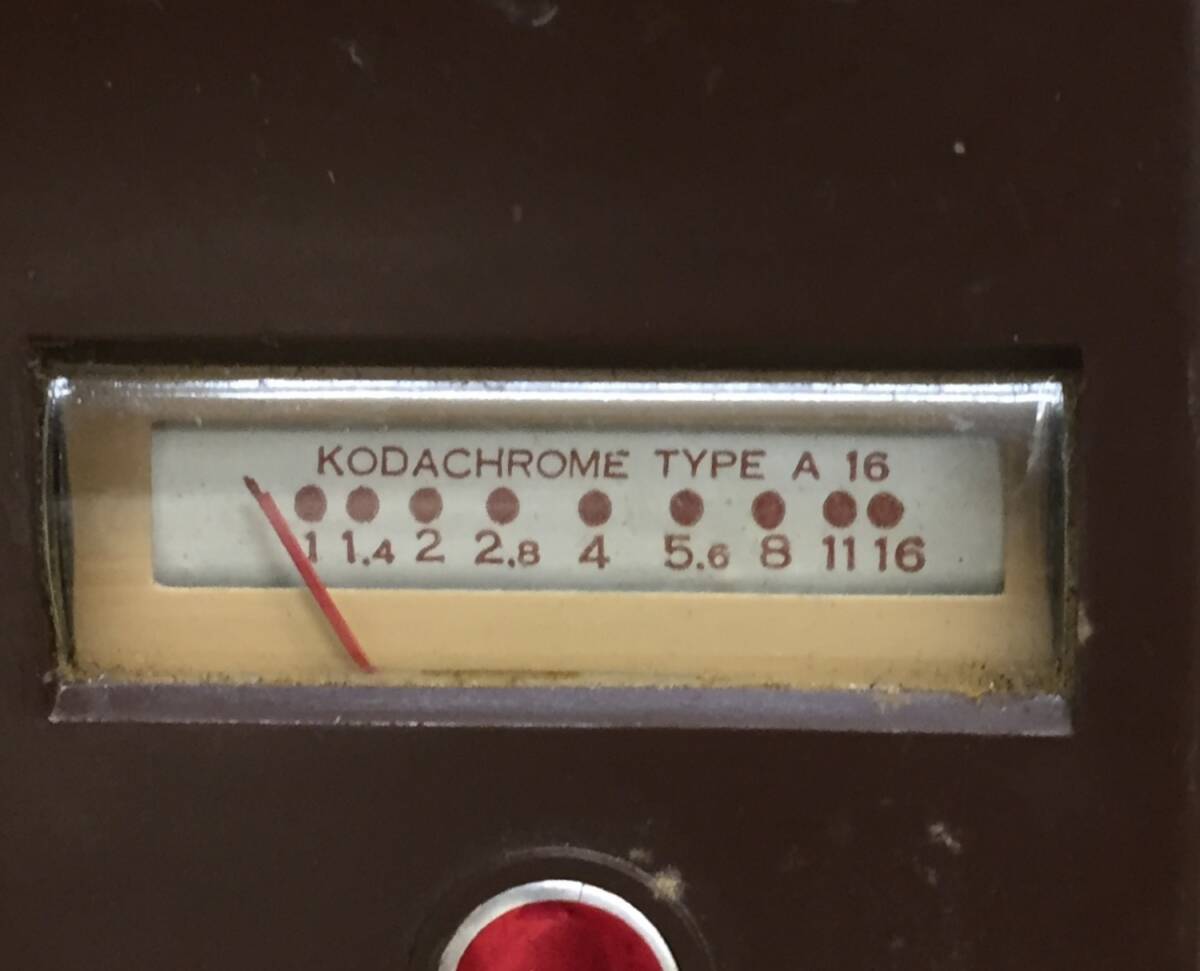 KODACHROME TYPE A 16
1 1.4 2 2.8 4 5.6 8 11 16